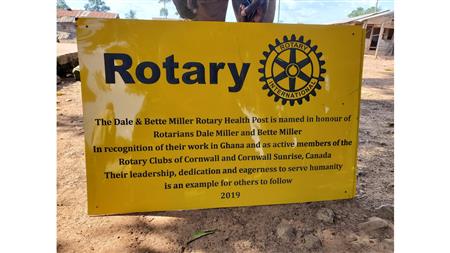 Rotary
ROTARY
INTERNATIONAL
The Dale & Bette Miller Rotary Health Post is named in honour of
Rotarians Dale Miller and Bette Miller
In recognition of their work in Ghana and as active members of the
Rotary Clubs of Cornwall and Cornwall Sunrise, Canada
Their leadership, dedication and eagerness to serve humanity
is an example for others to follow
2019